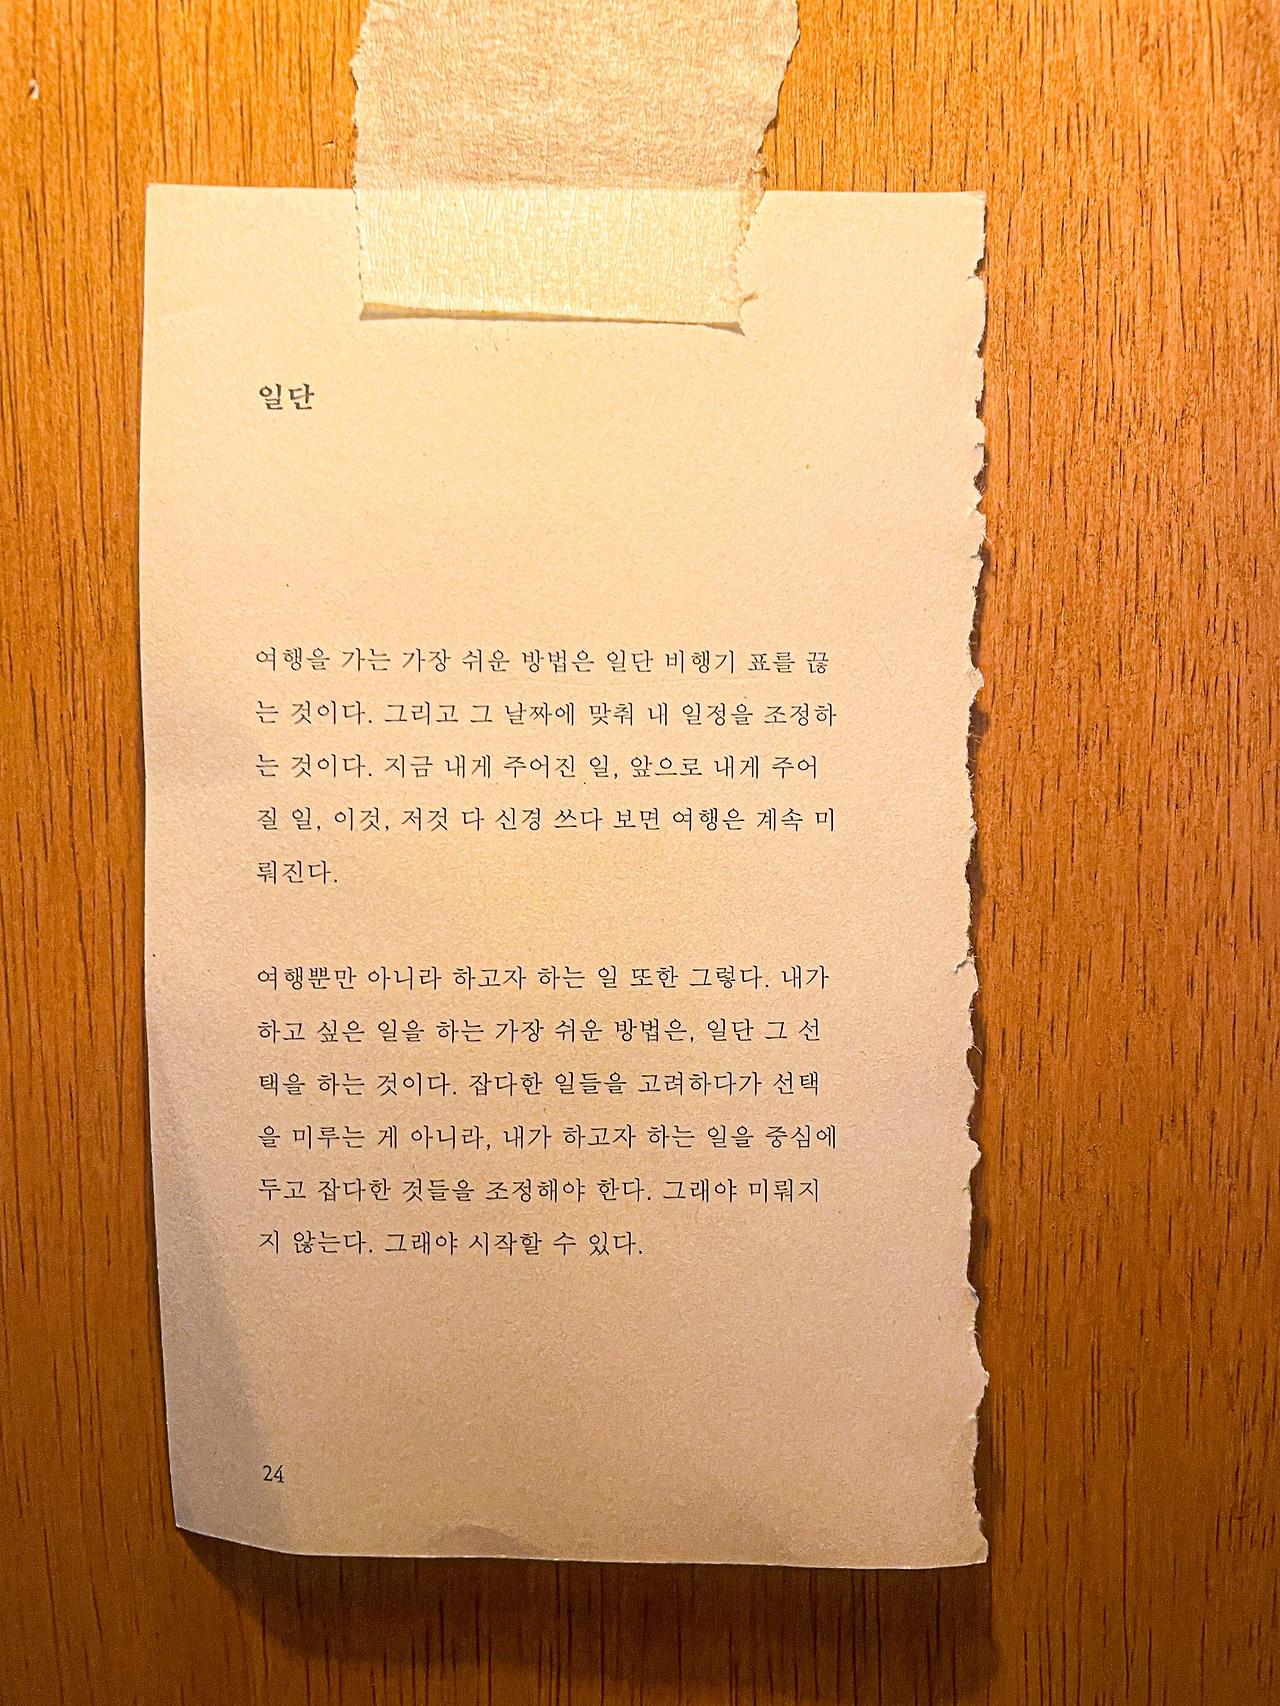 일단
여행을 가는 가장 쉬운 방법은 일단 비행기 표를 끊
는 것이다. 그리고 그 날짜에 맞춰 내 일정을 조정하
는 것이다. 지금 내게 주어진 일, 앞으로 내게 주어
질 일, 이것, 저것 다 신경 쓰다 보면 여행은 계속 미
뤄진다.
여행뿐만 아니라 하고자 하는 일 또한 그렇다. 내가
하고 싶은 일을 하는 가장 쉬운 방법은, 일단 그 선
택을 하는 것이다. 잡다한 일들을 고려하다가 선택
을 미루는 게 아니라, 내가 하고자 하는 일을 중심에
두고 잡다한 것들을 조정해야 한다. 그래야 미뤄지
지 않는다. 그래야 시작할 수 있다.
24